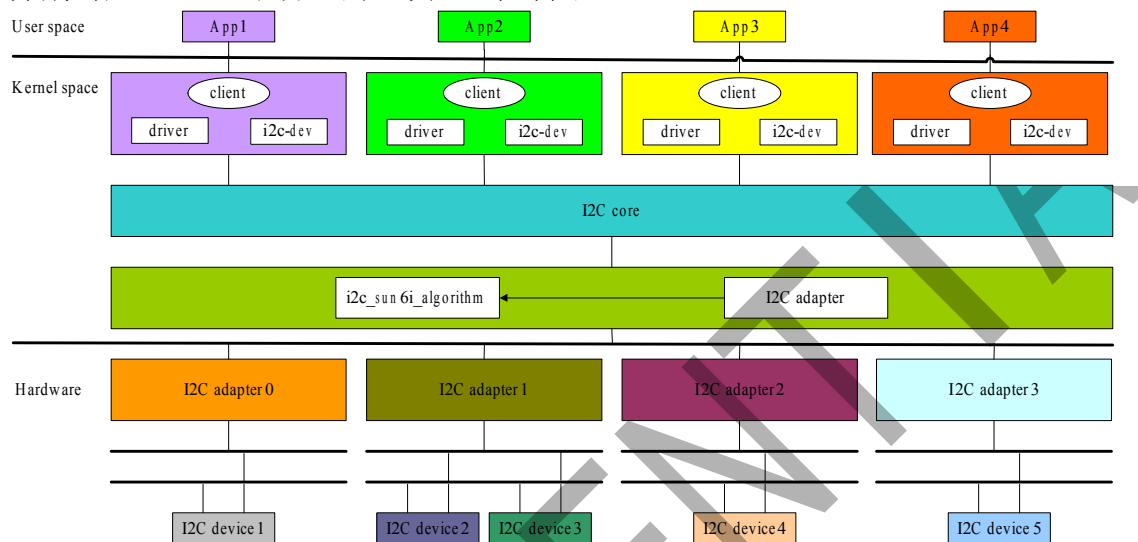 User space
App1
App2
App3
App4
Kernel space
client
client
client
client
driver
i2c-dev
driver
i2c-dev
driver
i2c-dev
driver
i2c-dev
I2C core
i2c_sun6i_algorithm
I2C adapter
Hardware
I2C adapter 0
I2C adapter 1
I2C adapter 2
I2C adapter 3
I2C device 1
I2C device 2
I2C device 3
I2C device 4
I2C device 5